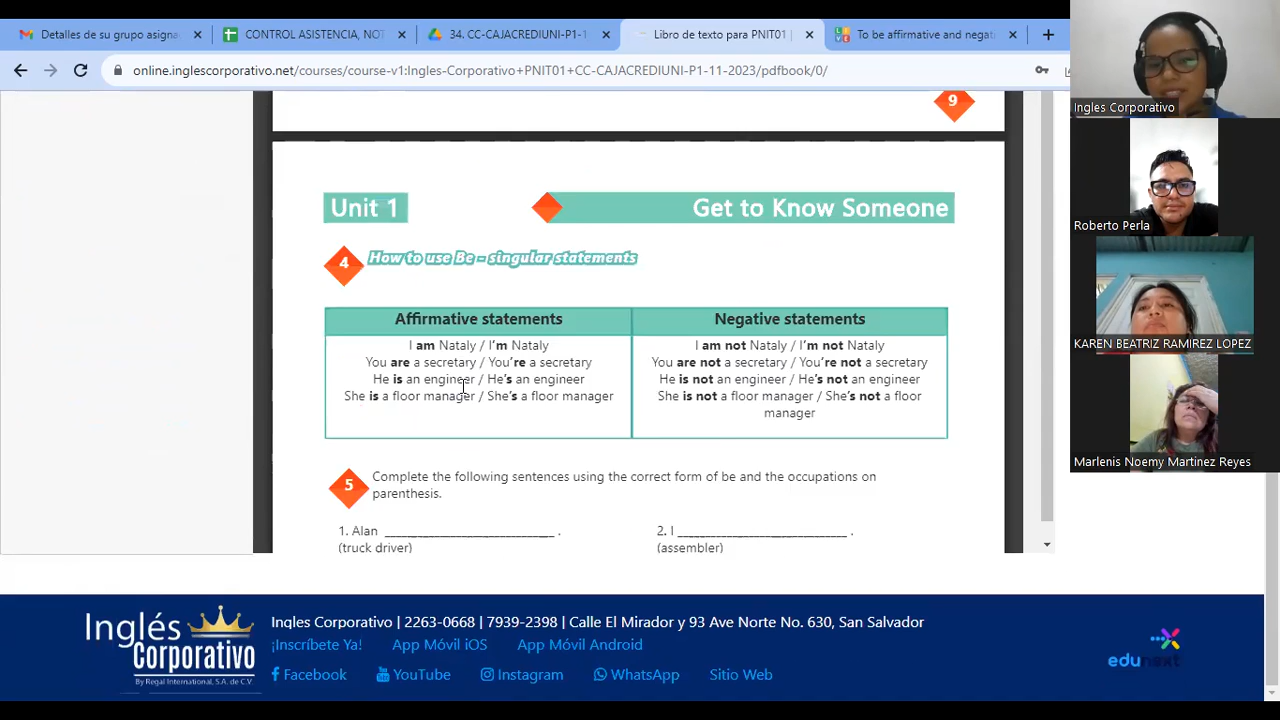 Detalles de su grupo asigna
CONTROL ASISTENCIA, NOT
34. CC-CAJACREDIUNI-P1-1
Libro de texto para PNIT01
To be affirmative and negati
online.inglescorporativo.net/courses/course-v1:Ingles-Corporativo+PNIT01+CC-CAJACREDIUNI-P1-11-2023/pdfbook/0/
9
Unit 1
Get to Know Someone
4
How to use Be - singular statements
Affirmative statements
Negative statements
I am Nataly / I'm Nataly
You are a secretary / You're a secretary
He is an engineer / He's an engineer
She is a floor manager / She's a floor manager
I am not Nataly / I'm not Nataly
You are not a secretary / You're not a secretary
He is not an engineer / He's not an engineer
She is not a floor manager / She's not a floor
manager
5
Complete the following sentences using the correct form of be and the occupations on
parenthesis.
1. Alan ____________________________ .
(truck driver)
2. I ____________________________ .
(assembler)
Inglés
Corporativo
By Regal International, S.A. de C.V.
Ingles Corporativo | 2263-0668 | 7939-2398 | Calle El Mirador y 93 Ave Norte No. 630, San Salvador
¡Inscríbete Ya!
App Móvil iOS
App Móvil Android
Facebook
YouTube
Instagram
WhatsApp
Sitio Web
edunext
Ingles Corporativo
Roberto Perla
KAREN BEATRIZ RAMIREZ LOPEZ
Marlenis Noemy Martinez Reyes